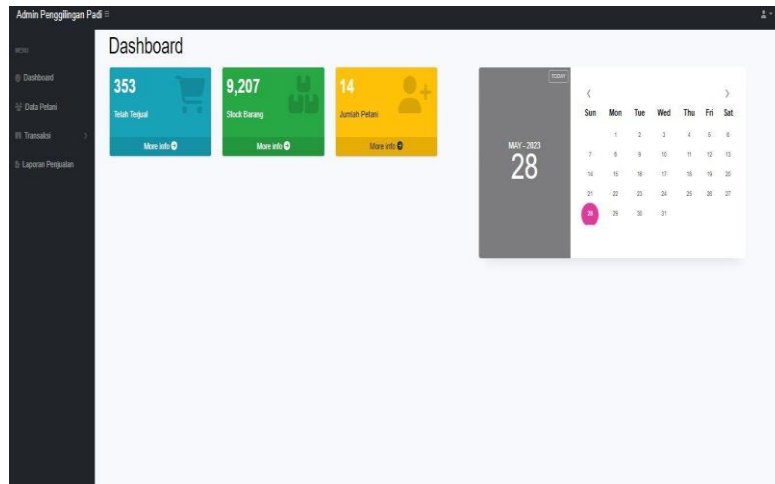 Admin Penggilingan Padi
MENU
Dashboard
Data Petani
Transaksi
Laporan Penjualan
Dashboard
353
Telah Terjual
More info
9,207
Stock Barang
More info
14
Jumlah Petani
More info
TODAY
MAY - 2023
28
Sun Mon Tue Wed Thu Fri Sat
1 2 3 4 5 6
7 8 9 10 11 12 13
14 15 16 17 18 19 20
21 22 23 24 25 26 27
28 29 30 31